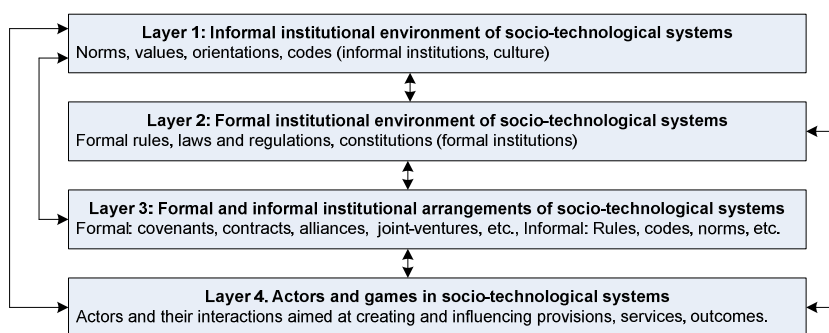 Layer 1: Informal institutional environment of socio-technological systems
Norms, values, orientations, codes (informal institutions, culture)
Layer 2: Formal institutional environment of socio-technological systems
Formal rules, laws and regulations, constitutions (formal institutions)
Layer 3: Formal and informal institutional arrangements of socio-technological systems
Formal: covenants, contracts, alliances, joint-ventures, etc., Informal: Rules, codes, norms, etc.
Layer 4. Actors and games in socio-technological systems
Actors and their interactions aimed at creating and influencing provisions, services, outcomes.